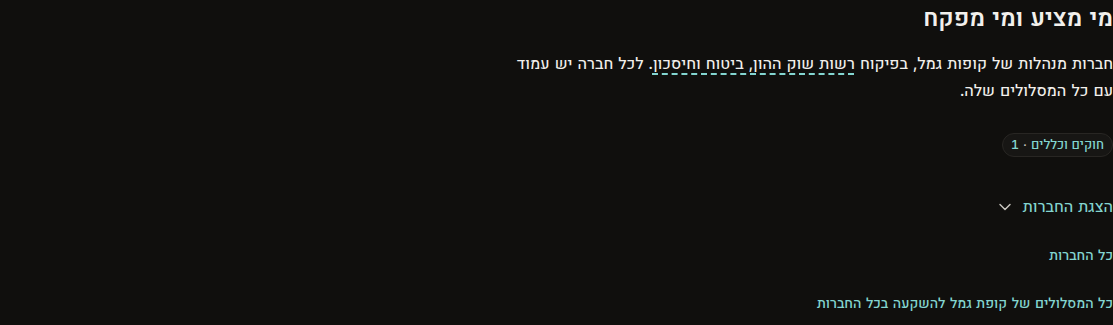 מי מציע ומי מפקח
חברות מנהלות של קופות גמל, בפיקוח רשות שוק ההון, ביטוח וחיסכון. לכל חברה יש עמוד
עם כל המסלולים שלה.
חוקים וכללים · 1
הצגת החברות
כל החברות
כל המסלולים של קופת גמל להשקעה בכל החברות